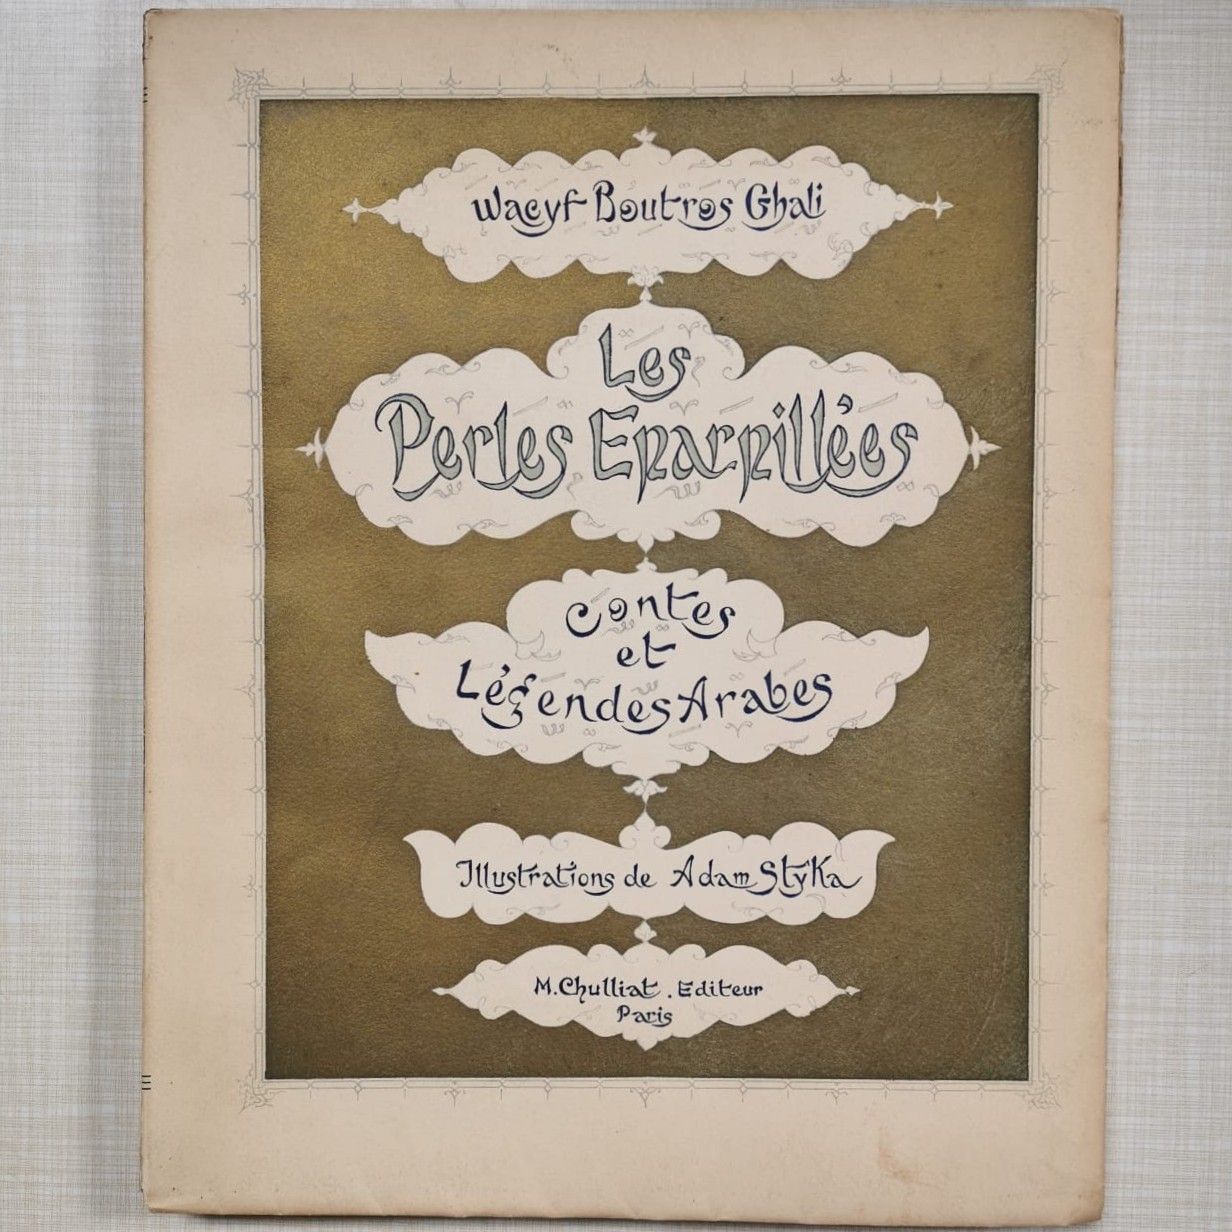 Wacyf Boutros Ghali
Les
Perles Eparpillées
Contes
et
Légendes Arabes
Illustrations de Adam Styka
M. Chulliat . Editeur
Paris